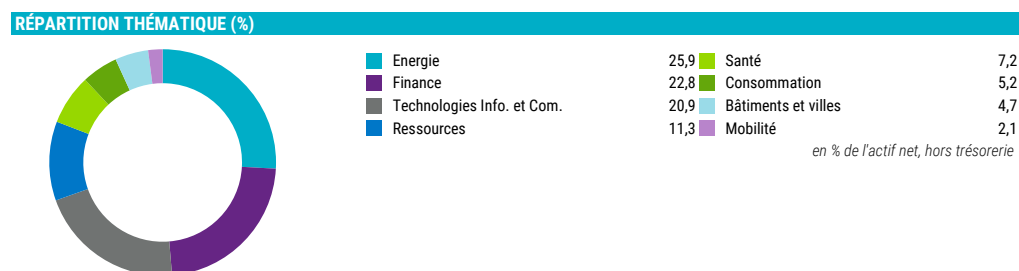 RÉPARTITION THÉMATIQUE (%)
Energie 25,9
Finance 22,8
Technologies Info. et Com. 20,9
Ressources 11,3
Santé 7,2
Consommation 5,2
Bâtiments et villes 4,7
Mobilité 2,1
en % de l'actif net, hors trésorerie